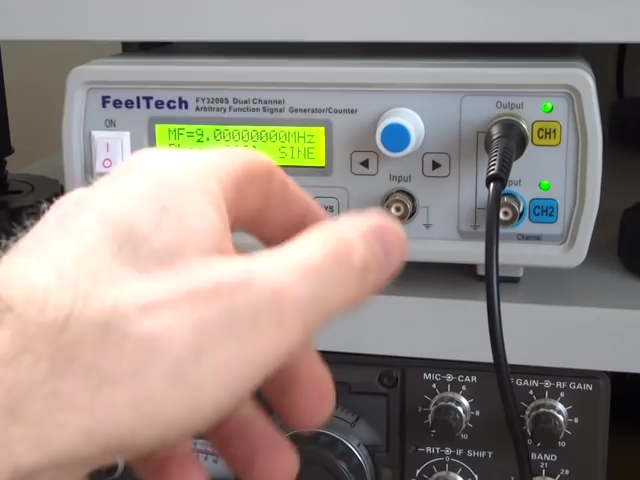 FeelTech
FY3200S Dual Channel
Arbitrary Function Signal Generator/Counter
ON
MF=9.00000000MHz
SINE
Input
Output
CH1
CH2
Channel
MIC CAR
GAIN RF GAIN
RIT IF SHIFT
BAND